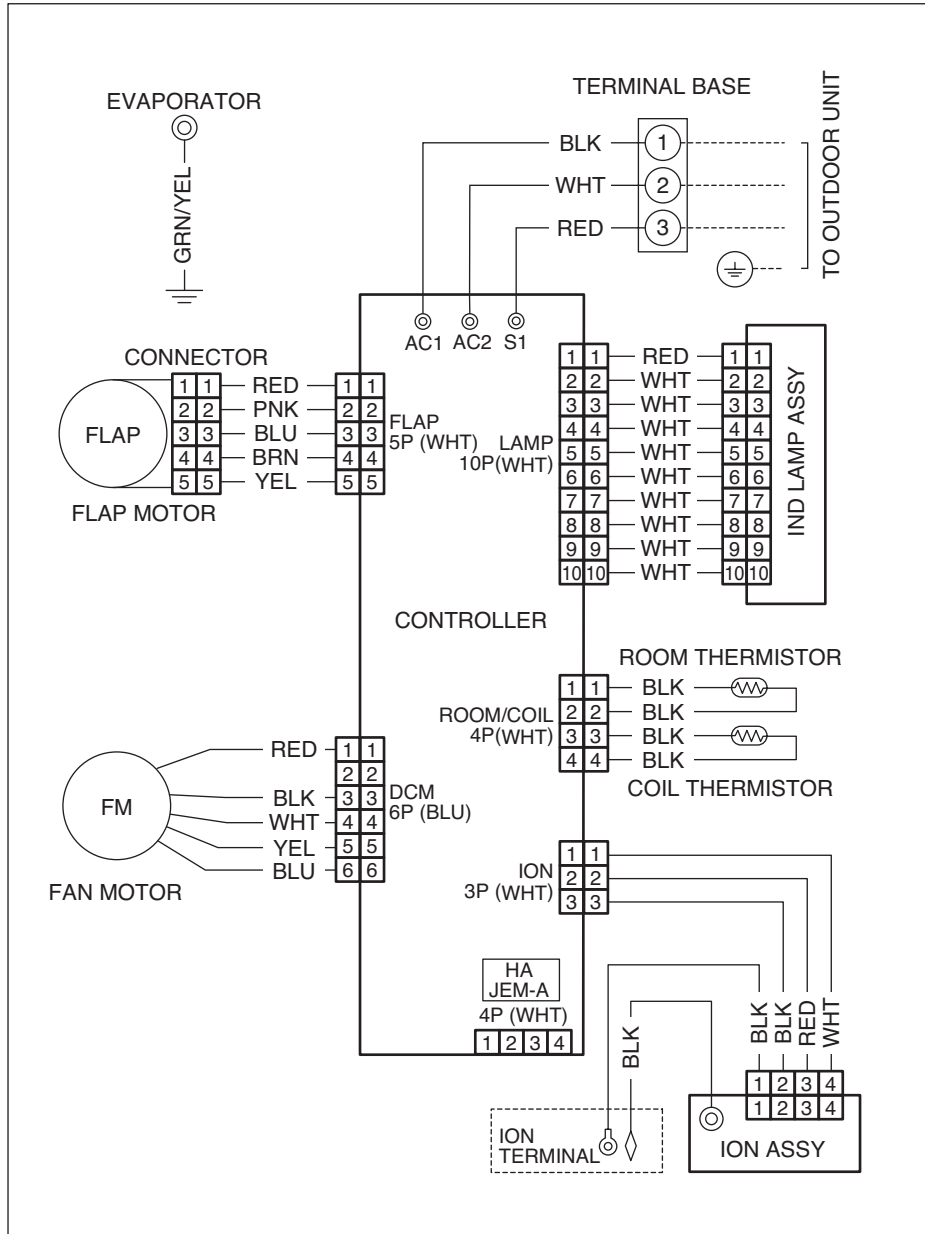 EVAPORATOR
GRN/YEL
TERMINAL BASE
BLK 1
WHT 2
RED 3
TO OUTDOOR UNIT
AC1 AC2 S1
CONNECTOR
1 1 RED 1 1
2 2 PNK 2 2
3 3 BLU 3 3
4 4 BRN 4 4
5 5 YEL 5 5
FLAP
FLAP MOTOR
FLAP
5P (WHT)
LAMP
10P(WHT)
1 1 RED 1 1
2 2 WHT 2 2
3 3 WHT 3 3
4 4 WHT 4 4
5 5 WHT 5 5
6 6 WHT 6 6
7 7 WHT 7 7
8 8 WHT 8 8
9 9 WHT 9 9
10 10 WHT 10 10
IND LAMP ASSY
CONTROLLER
ROOM THERMISTOR
ROOM/COIL
4P(WHT)
1 1 BLK
2 2 BLK
3 3 BLK
4 4 BLK
COIL THERMISTOR
FM
FAN MOTOR
RED 1 1
2 2
BLK 3 3
WHT 4 4
YEL 5 5
BLU 6 6
DCM
6P (BLU)
ION
3P (WHT)
1 1
2 2
3 3
HA
JEM-A
4P (WHT)
1 2 3 4
BLK
BLK
BLK
RED
WHT
1 2 3 4
1 2 3 4
ION
TERMINAL
ION ASSY